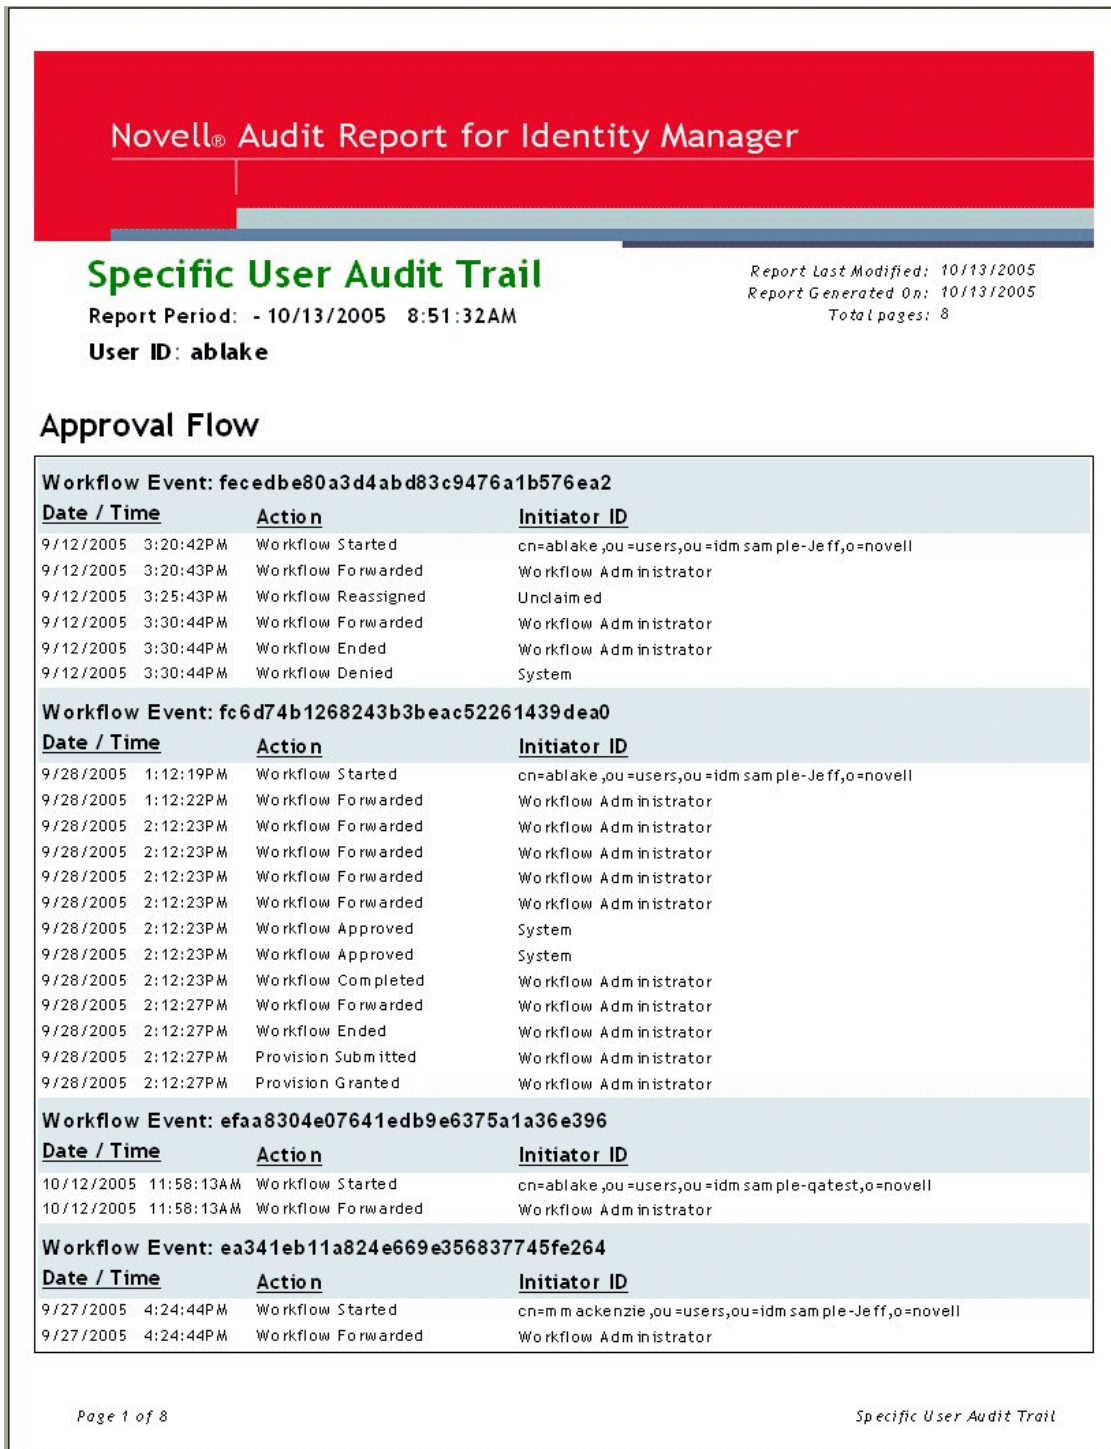 Novell® Audit Report for Identity Manager
Specific User Audit Trail
Report Last Modified: 10/13/2005
Report Generated On: 10/13/2005
Total pages: 8
Report Period: - 10/13/2005 8:51:32AM
User ID: ablake
Approval Flow
Workflow Event: fecedbe80a3d4abd83c9476a1b576ea2
Date / Time Action Initiator ID
9/12/2005 3:20:42PM Workflow Started cn=ablake,ou=users,ou=idmsample-Jeff,o=novell
9/12/2005 3:20:43PM Workflow Forwarded Workflow Administrator
9/12/2005 3:25:43PM Workflow Reassigned Unclaimed
9/12/2005 3:30:44PM Workflow Forwarded Workflow Administrator
9/12/2005 3:30:44PM Workflow Ended Workflow Administrator
9/12/2005 3:30:44PM Workflow Denied System
Workflow Event: fc6d74b1268243b3beac52261439dea0
Date / Time Action Initiator ID
9/28/2005 1:12:19PM Workflow Started cn=ablake,ou=users,ou=idmsample-Jeff,o=novell
9/28/2005 1:12:22PM Workflow Forwarded Workflow Administrator
9/28/2005 2:12:23PM Workflow Forwarded Workflow Administrator
9/28/2005 2:12:23PM Workflow Forwarded Workflow Administrator
9/28/2005 2:12:23PM Workflow Forwarded Workflow Administrator
9/28/2005 2:12:23PM Workflow Forwarded Workflow Administrator
9/28/2005 2:12:23PM Workflow Approved System
9/28/2005 2:12:23PM Workflow Approved System
9/28/2005 2:12:23PM Workflow Completed Workflow Administrator
9/28/2005 2:12:27PM Workflow Forwarded Workflow Administrator
9/28/2005 2:12:27PM Workflow Ended Workflow Administrator
9/28/2005 2:12:27PM Provision Submitted Workflow Administrator
9/28/2005 2:12:27PM Provision Granted Workflow Administrator
Workflow Event: efaa8304e07641edb9e6375a1a36e396
Date / Time Action Initiator ID
10/12/2005 11:58:13AM Workflow Started cn=ablake,ou=users,ou=idmsample-qatest,o=novell
10/12/2005 11:58:13AM Workflow Forwarded Workflow Administrator
Workflow Event: ea341eb11a824e669e356837745fe264
Date / Time Action Initiator ID
9/27/2005 4:24:44PM Workflow Started cn=mmackenzie,ou=users,ou=idmsample-Jeff,o=novell
9/27/2005 4:24:44PM Workflow Forwarded Workflow Administrator
Page 1 of 8
Specific User Audit Trail